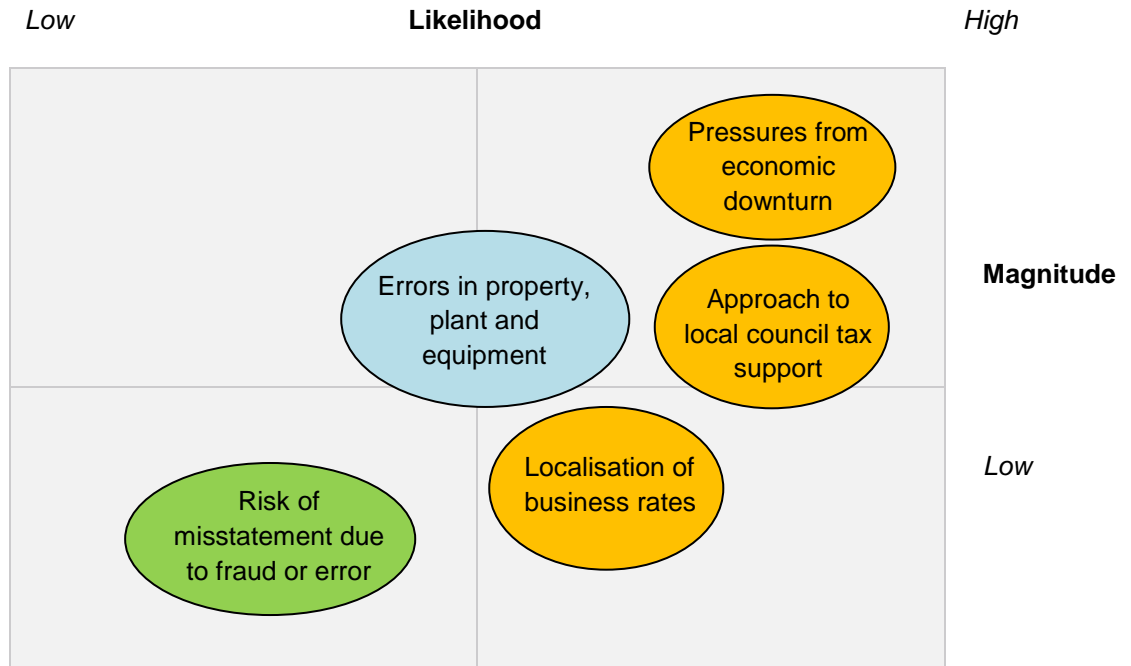 Low Likelihood High
Pressures from
economic
downturn
Errors in property,
plant and
equipment
Approach to
local council tax
support
Magnitude
Localisation of
business rates
Low
Risk of
misstatement due
to fraud or error